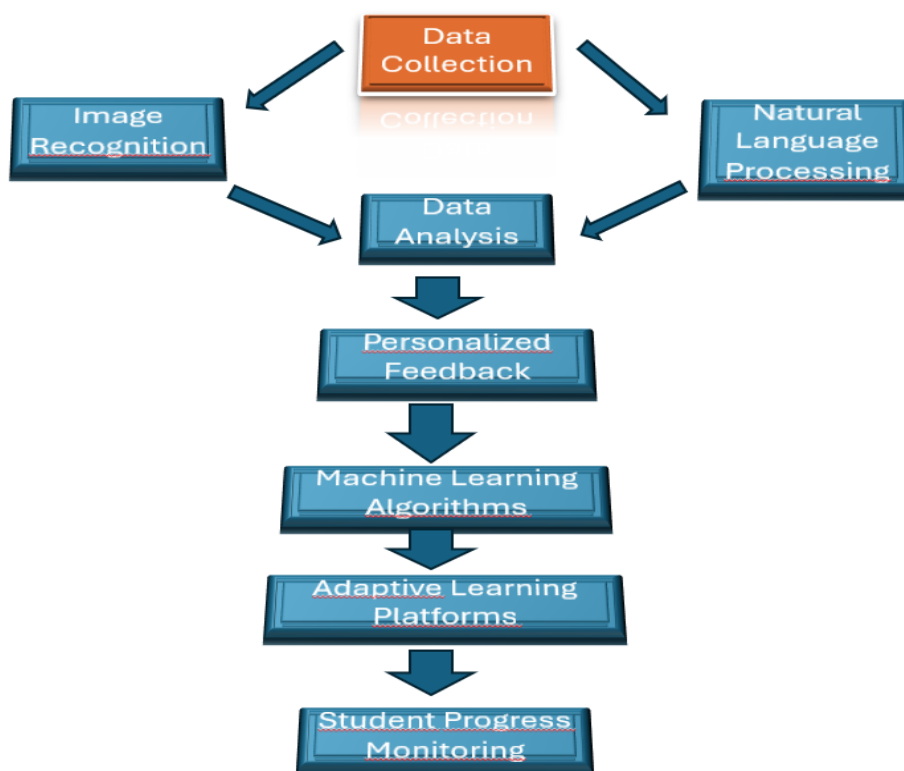 Data
Collection
Image
Recognition
Natural
Language
Processing
Data
Analysis
Personalized
Feedback
Machine Learning
Algorithms
Adaptive Learning
Platforms
Student Progress
Monitoring